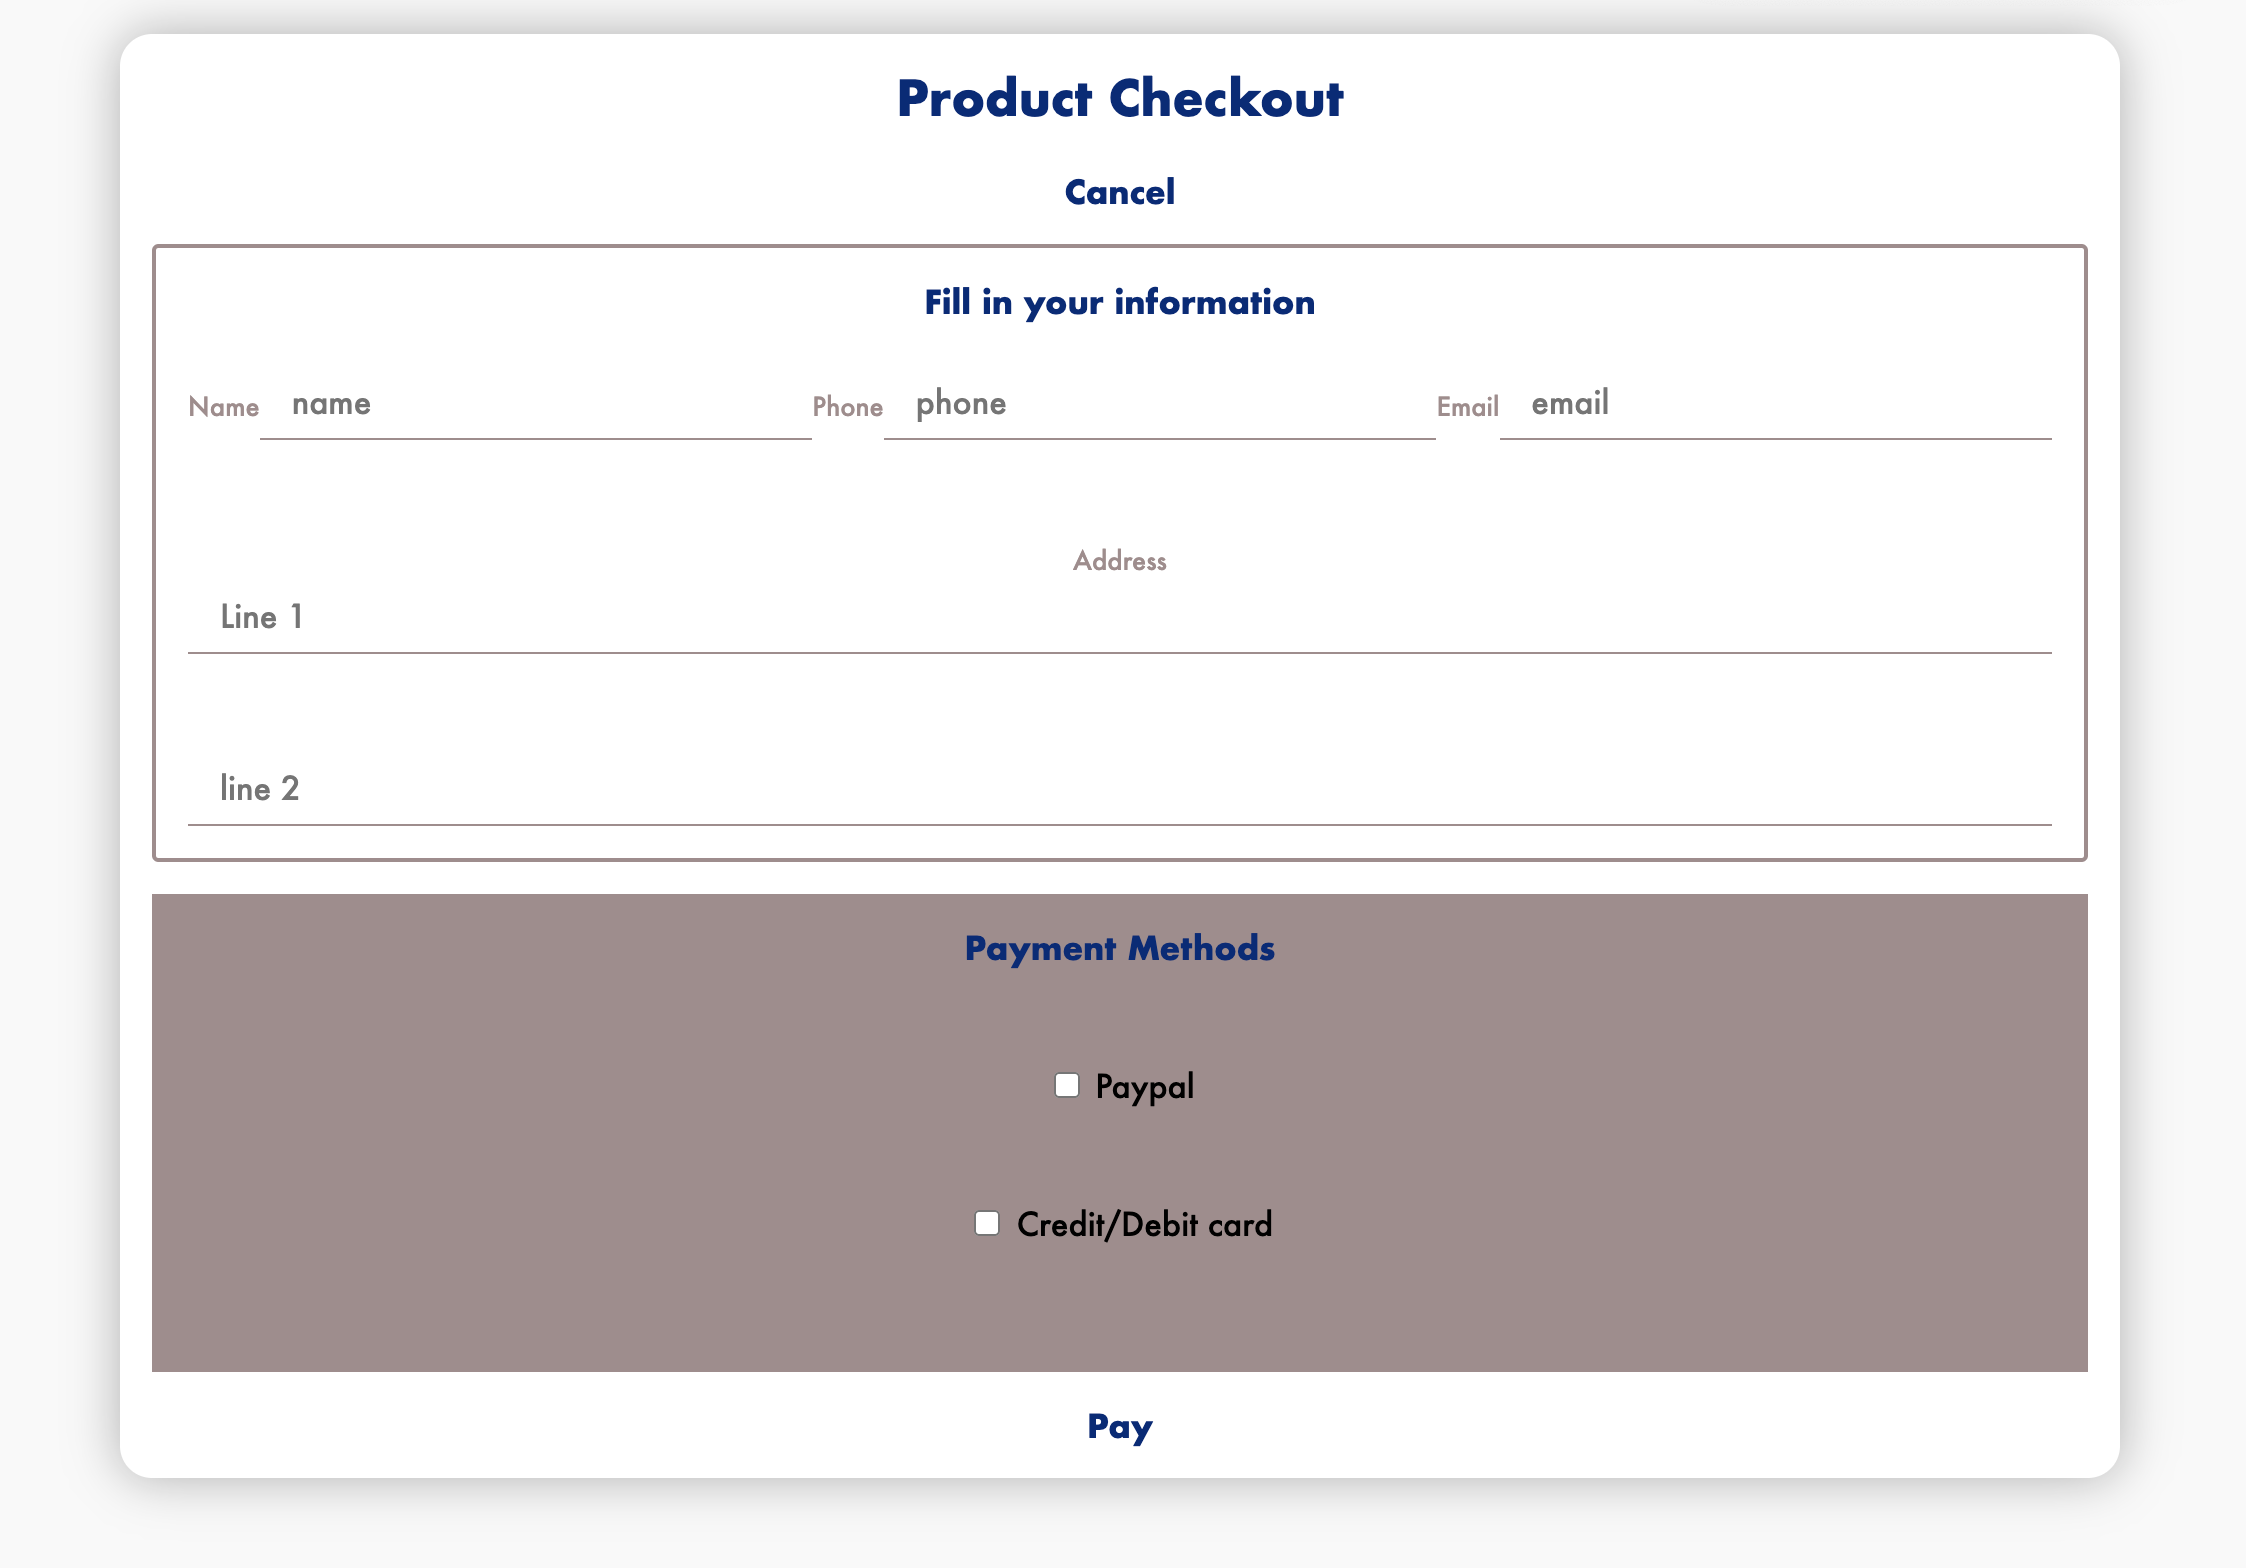 Product Checkout
Cancel
Fill in your information
Name name Phone phone Email email
Address
Line 1
line 2
Payment Methods
Paypal
Credit/Debit card
Pay